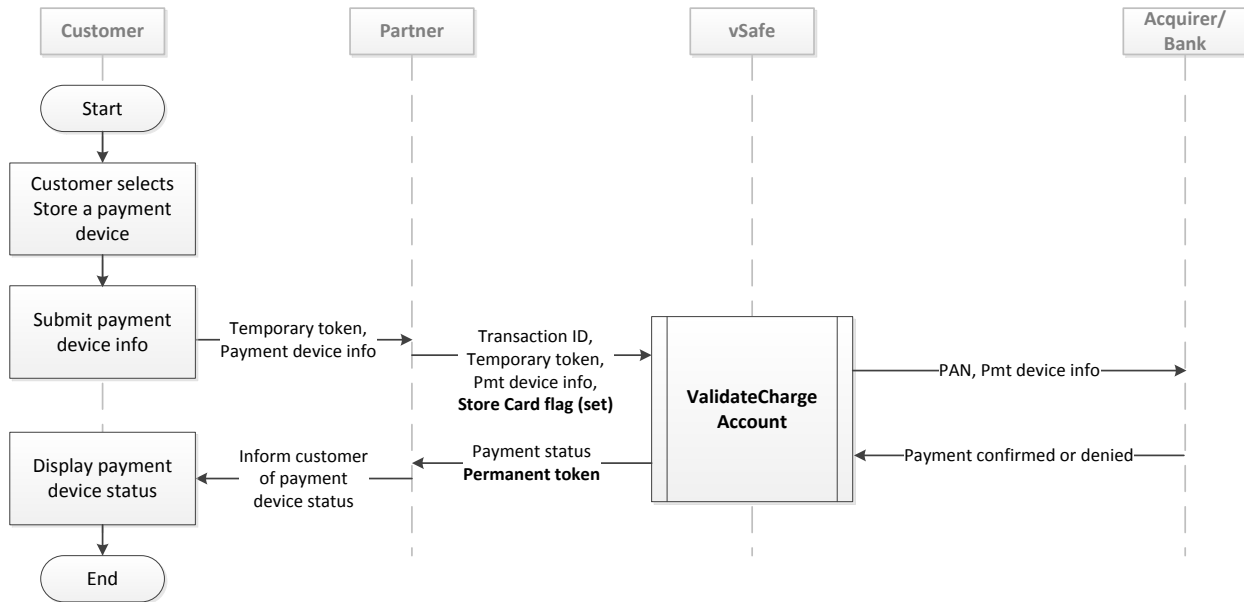 Customer
Partner
vSafe
Acquirer/
Bank
Start
Customer selects
Store a payment
device
Submit payment
device info
Temporary token,
Payment device info
Transaction ID,
Temporary token,
Pmt device info,
Store Card flag (set)
ValidateCharge
Account
PAN, Pmt device info
Payment confirmed or denied
Payment status
Permanent token
Inform customer
of payment
device status
Display payment
device status
End